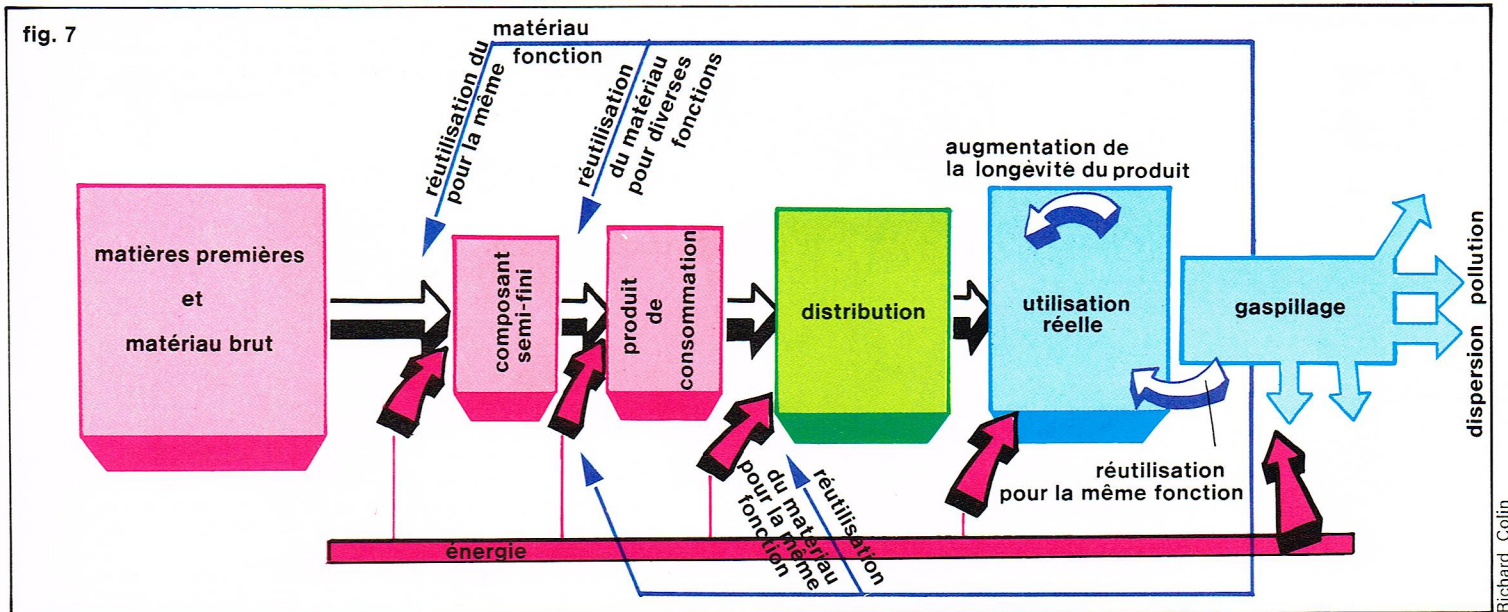 fig. 7
matériau
fonction
réutilisation du
pour la même
réutilisation
du matériau
pour diverses
fonctions
augmentation de
la longévité du produit
matières premières
et
matériau brut
composant
semi-fini
produit
de
consommation
distribution
utilisation
réelle
gaspillage
dispersion pollution
réutilisation
pour la même fonction
réutilisation
du matériau
pour la même
fonction
énergie
Richard Colin